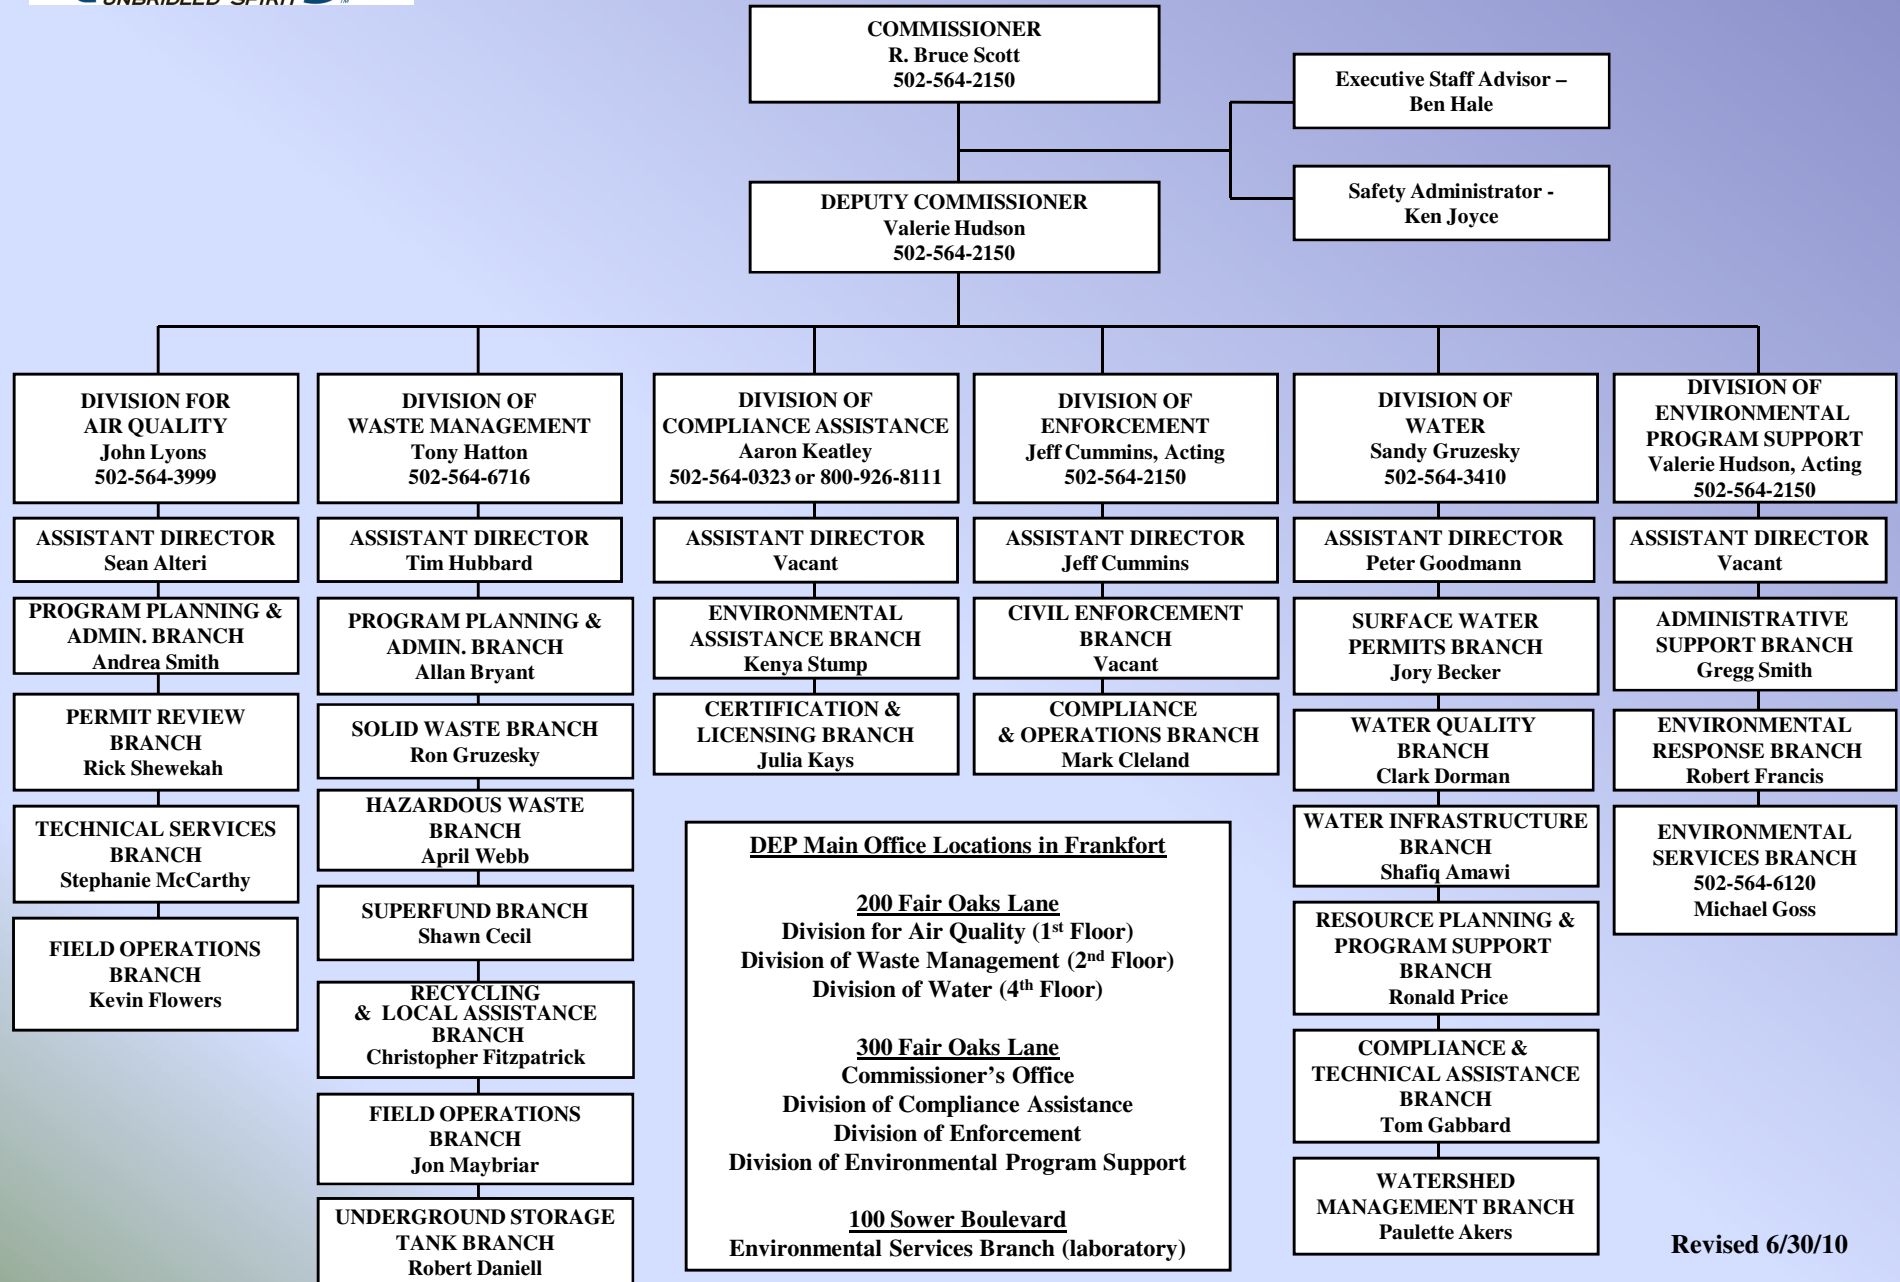 UNBRIDLED SPIRIT
TM
COMMISSIONER
R. Bruce Scott
502-564-2150
Executive Staff Advisor –
Ben Hale
Safety Administrator -
Ken Joyce
DEPUTY COMMISSIONER
Valerie Hudson
502-564-2150
DIVISION FOR
AIR QUALITY
John Lyons
502-564-3999
ASSISTANT DIRECTOR
Sean Alteri
PROGRAM PLANNING &
ADMIN. BRANCH
Andrea Smith
PERMIT REVIEW
BRANCH
Rick Shewekah
TECHNICAL SERVICES
BRANCH
Stephanie McCarthy
FIELD OPERATIONS
BRANCH
Kevin Flowers
DIVISION OF
WASTE MANAGEMENT
Tony Hatton
502-564-6716
ASSISTANT DIRECTOR
Tim Hubbard
PROGRAM PLANNING &
ADMIN. BRANCH
Allan Bryant
SOLID WASTE BRANCH
Ron Gruzesky
HAZARDOUS WASTE
BRANCH
April Webb
SUPERFUND BRANCH
Shawn Cecil
RECYCLING
& LOCAL ASSISTANCE
BRANCH
Christopher Fitzpatrick
FIELD OPERATIONS
BRANCH
Jon Maybriar
UNDERGROUND STORAGE
TANK BRANCH
Robert Daniell
DIVISION OF
COMPLIANCE ASSISTANCE
Aaron Keatley
502-564-0323 or 800-926-8111
ASSISTANT DIRECTOR
Vacant
ENVIRONMENTAL
ASSISTANCE BRANCH
Kenya Stump
CERTIFICATION &
LICENSING BRANCH
Julia Kays
DIVISION OF
ENFORCEMENT
Jeff Cummins, Acting
502-564-2150
ASSISTANT DIRECTOR
Jeff Cummins
CIVIL ENFORCEMENT
BRANCH
Vacant
COMPLIANCE
& OPERATIONS BRANCH
Mark Cleland
DIVISION OF
WATER
Sandy Gruzesky
502-564-3410
ASSISTANT DIRECTOR
Peter Goodmann
SURFACE WATER
PERMITS BRANCH
Jory Becker
WATER QUALITY
BRANCH
Clark Dorman
WATER INFRASTRUCTURE
BRANCH
Shafiq Amawi
RESOURCE PLANNING &
PROGRAM SUPPORT
BRANCH
Ronald Price
COMPLIANCE &
TECHNICAL ASSISTANCE
BRANCH
Tom Gabbard
WATERSHED
MANAGEMENT BRANCH
Paulette Akers
DIVISION OF
ENVIRONMENTAL
PROGRAM SUPPORT
Valerie Hudson, Acting
502-564-2150
ASSISTANT DIRECTOR
Vacant
ADMINISTRATIVE
SUPPORT BRANCH
Gregg Smith
ENVIRONMENTAL
RESPONSE BRANCH
Robert Francis
ENVIRONMENTAL
SERVICES BRANCH
502-564-6120
Michael Goss
DEP Main Office Locations in Frankfort
200 Fair Oaks Lane
Division for Air Quality (1st Floor)
Division of Waste Management (2nd Floor)
Division of Water (4th Floor)
300 Fair Oaks Lane
Commissioner’s Office
Division of Compliance Assistance
Division of Enforcement
Division of Environmental Program Support
100 Sower Boulevard
Environmental Services Branch (laboratory)
Revised 6/30/10